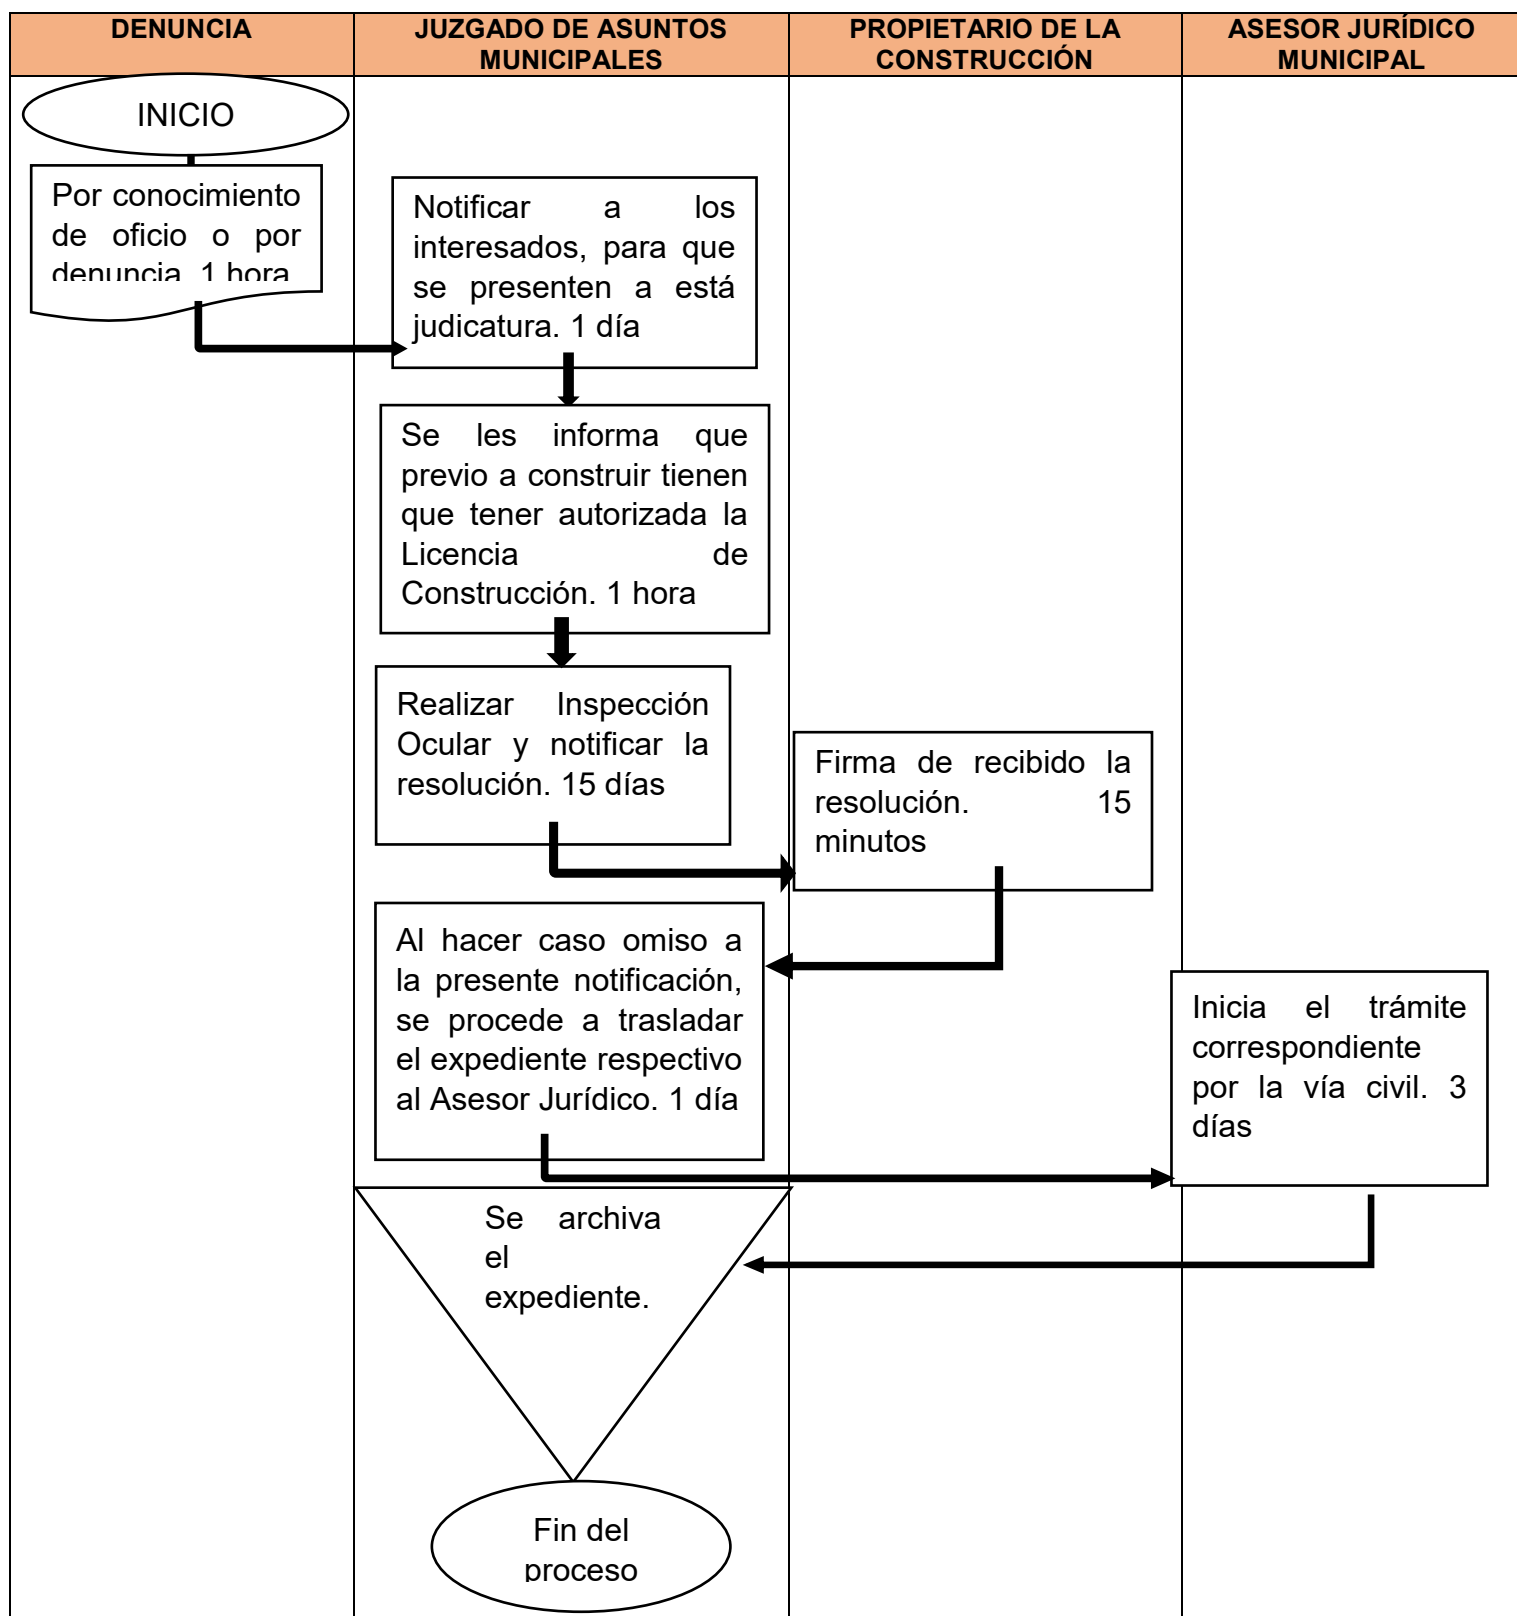 DENUNCIA
JUZGADO DE ASUNTOS
MUNICIPALES
PROPIETARIO DE LA
CONSTRUCCIÓN
ASESOR JURÍDICO
MUNICIPAL
INICIO
Por conocimiento
de oficio o por
denuncia. 1 hora
Notificar a los
interesados, para que
se presenten a está
judicatura. 1 día
Se les informa que
previo a construir tienen
que tener autorizada la
Licencia de
Construcción. 1 hora
Realizar Inspección
Ocular y notificar la
resolución. 15 días
Firma de recibido la
resolución. 15
minutos
Al hacer caso omiso a
la presente notificación,
se procede a trasladar
el expediente respectivo
al Asesor Jurídico. 1 día
Inicia el trámite
correspondiente
por la vía civil. 3
días
Se archiva
el
expediente.
Fin del
proceso